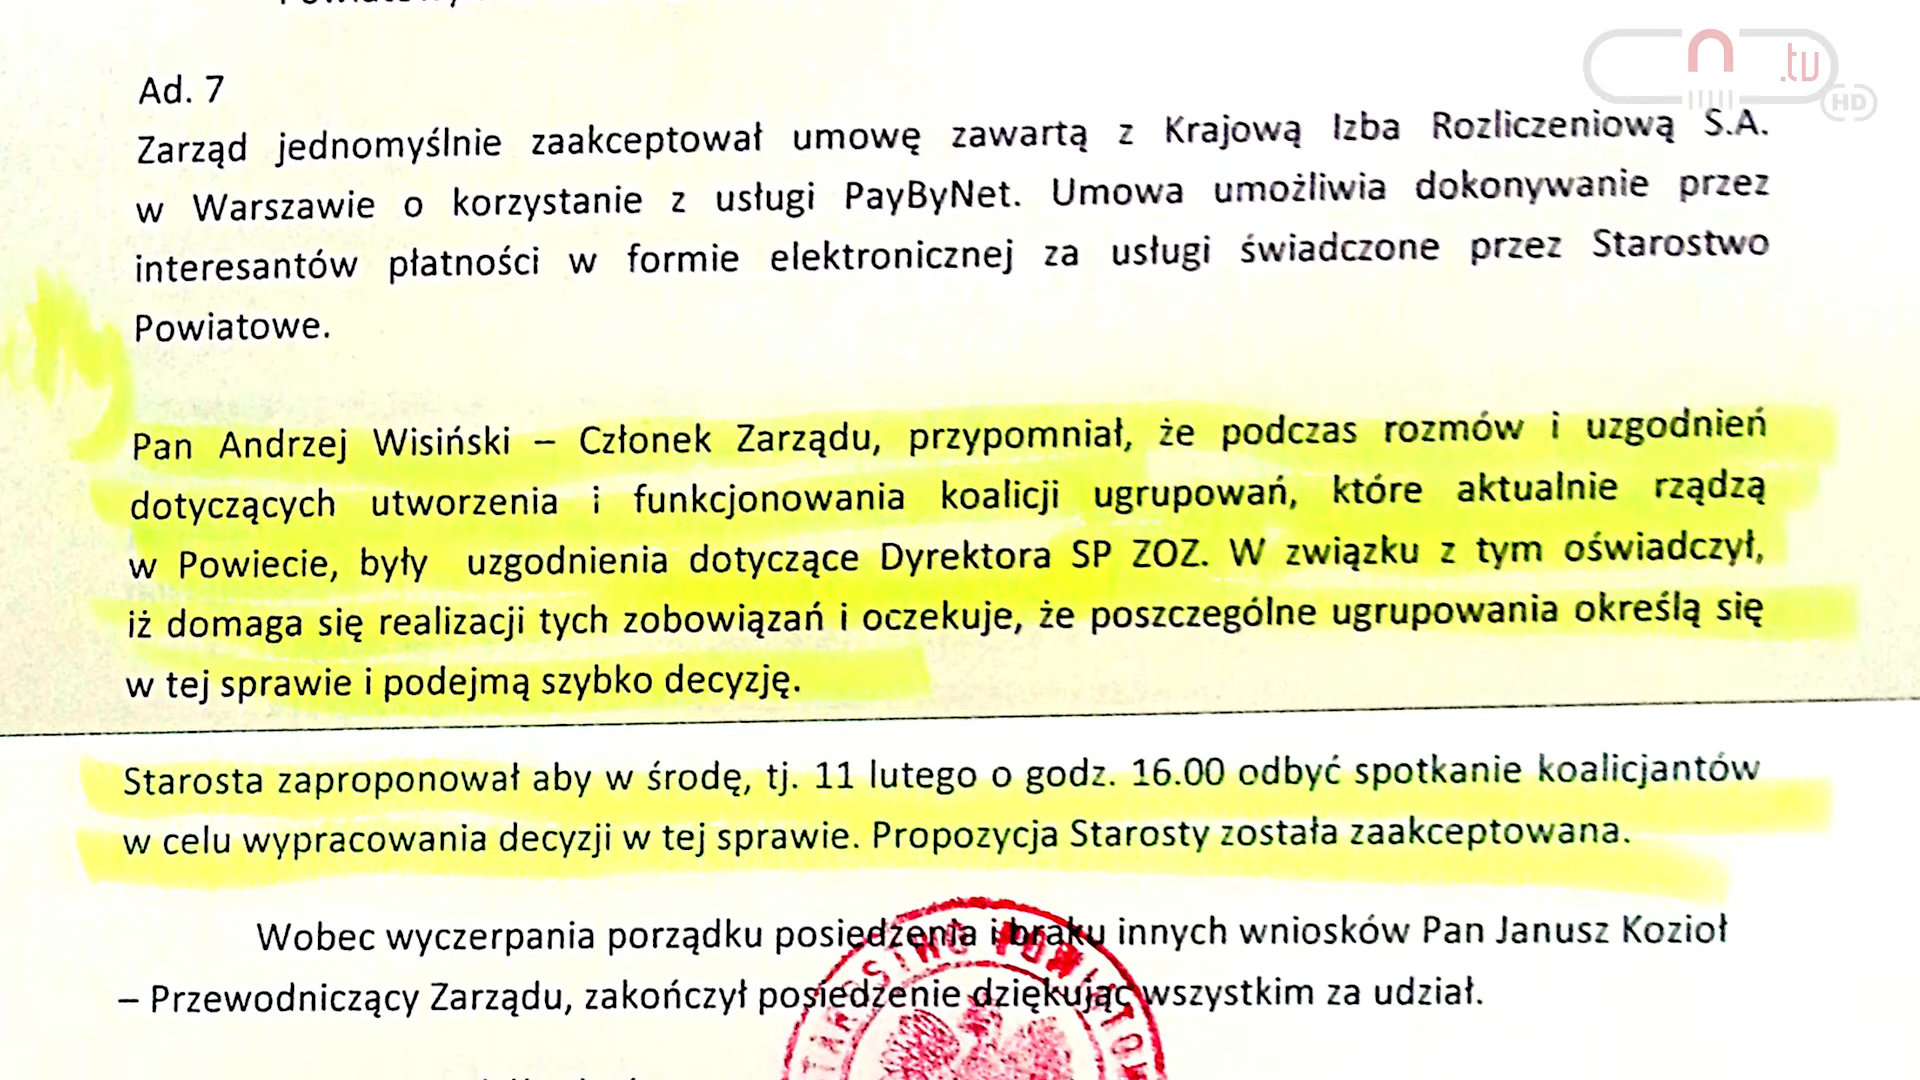 Ad. 7
Zarząd jednomyślnie zaakceptował umowę zawartą z Krajową Izba Rozliczeniową S.A.
w Warszawie o korzystanie z usługi PayByNet. Umowa umożliwia dokonywanie przez
interesantów płatności w formie elektronicznej za usługi świadczone przez Starostwo
Powiatowe.
Pan Andrzej Wisiński – Członek Zarządu, przypomniał, że podczas rozmów i uzgodnień
dotyczących utworzenia i funkcjonowania koalicji ugrupowań, które aktualnie rządzą
w Powiecie, były uzgodnienia dotyczące Dyrektora SP ZOZ. W związku z tym oświadczył,
iż domaga się realizacji tych zobowiązań i oczekuje, że poszczególne ugrupowania określą się
w tej sprawie i podejmą szybko decyzję.
Starosta zaproponował aby w środę, tj. 11 lutego o godz. 16.00 odbyć spotkanie koalicjantów
w celu wypracowania decyzji w tej sprawie. Propozycja Starosty została zaakceptowana.
Wobec wyczerpania porządku posiedzenia i braku innych wniosków Pan Janusz Kozioł
– Przewodniczący Zarządu, zakończył posiedzenie dziękując wszystkim za udział.
n.tv
HD